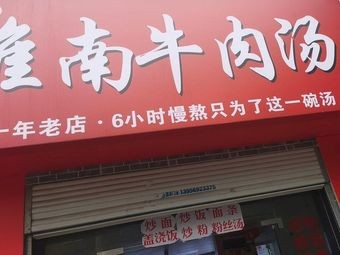 淮南牛肉汤
一年老店·6小时慢熬只为了这一碗汤
炒面 炒饭 面条
盖浇饭 炒粉 粉丝汤